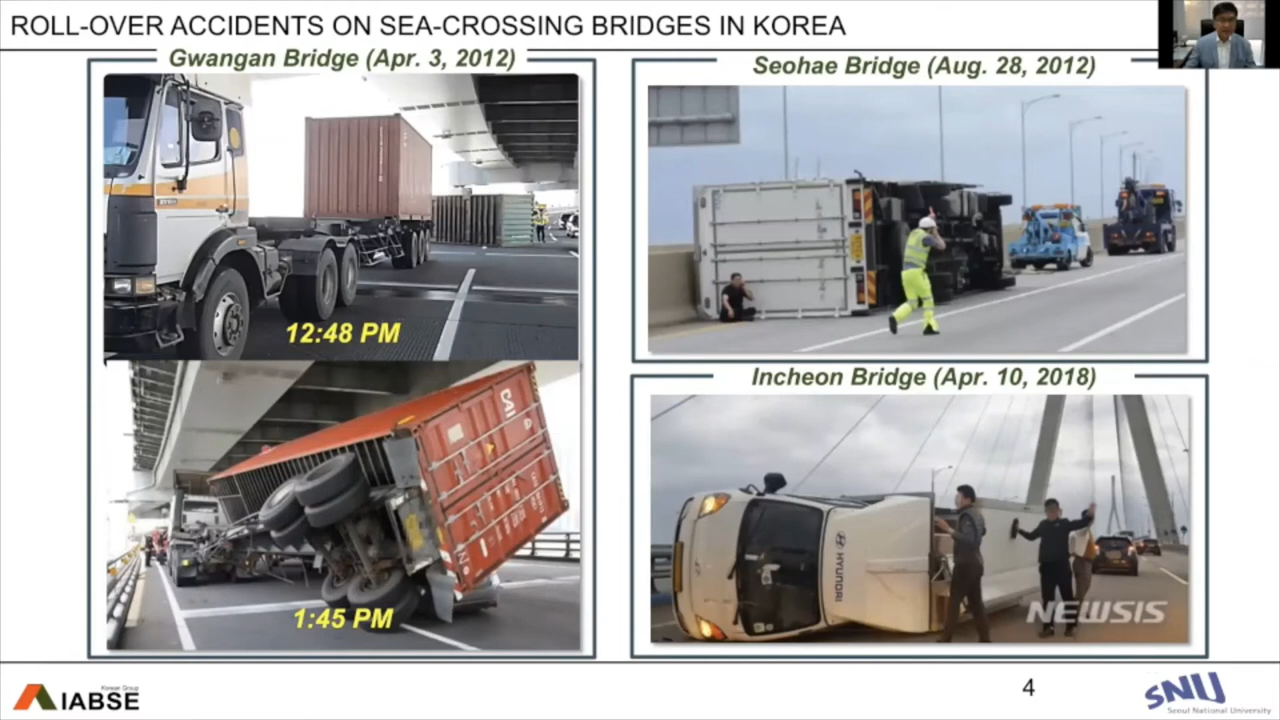 ROLL-OVER ACCIDENTS ON SEA-CROSSING BRIDGES IN KOREA
Gwangan Bridge (Apr. 3, 2012)
12:48 PM
1:45 PM
Seohae Bridge (Aug. 28, 2012)
Incheon Bridge (Apr. 10, 2018)
HYUNDAI
NEWSIS
Korean Group
IABSE
4
SNU
Seoul National University